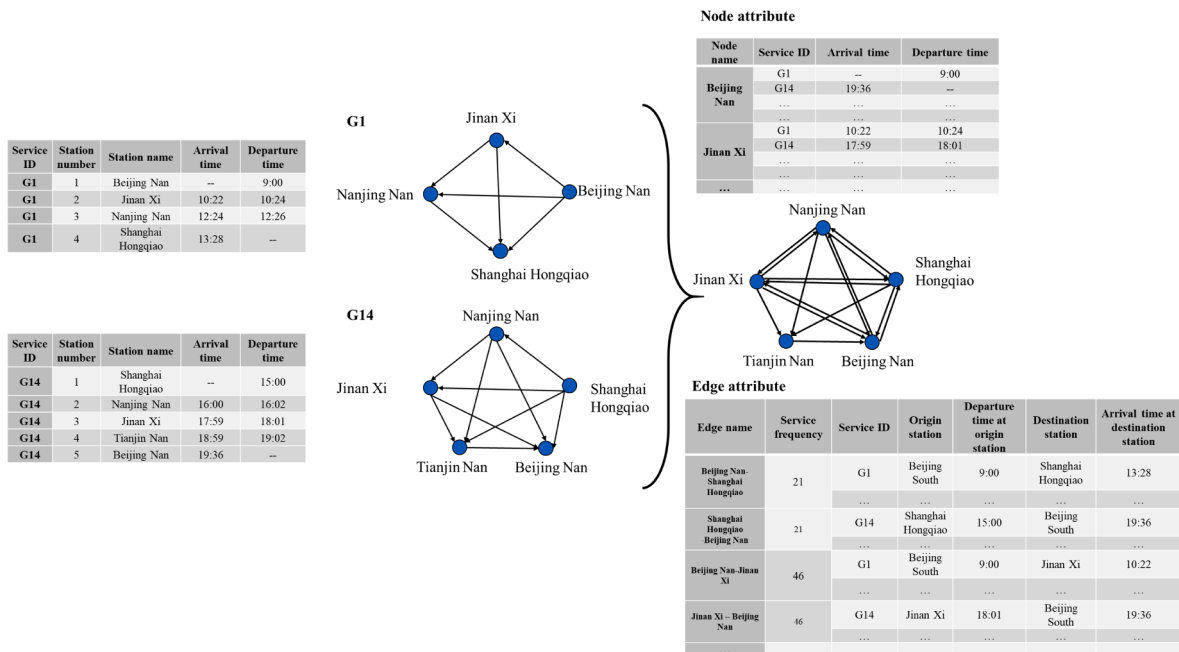 Node attribute
Node name Service ID Arrival time Departure time
Beijing Nan G1 -- 9:00
G14 19:36 --
… … …
… … …
Jinan Xi G1 10:22 10:24
G14 17:59 18:01
… … …
… … …
… … … …
Service ID Station number Station name Arrival time Departure time
G1 1 Beijing Nan -- 9:00
G1 2 Jinan Xi 10:22 10:24
G1 3 Nanjing Nan 12:24 12:26
G1 4 Shanghai Hongqiao 13:28 --
G1
Jinan Xi
Nanjing Nan
Beijing Nan
Shanghai Hongqiao
Service ID Station number Station name Arrival time Departure time
G14 1 Shanghai Hongqiao -- 15:00
G14 2 Nanjing Nan 16:00 16:02
G14 3 Jinan Xi 17:59 18:01
G14 4 Tianjin Nan 18:59 19:02
G14 5 Beijing Nan 19:36 --
G14
Nanjing Nan
Jinan Xi
Shanghai
Hongqiao
Tianjin Nan
Beijing Nan
Nanjing Nan
Jinan Xi
Shanghai
Hongqiao
Tianjin Nan
Beijing Nan
Edge attribute
Edge name Service frequency Service ID Origin station Departure time at origin station Destination station Arrival time at destination station
Beijing Nan-Shanghai Hongqiao 21 G1 Beijing South 9:00 Shanghai Hongqiao 13:28
… … … … …
Shanghai Hongqiao -Beijing Nan 21 G14 Shanghai Hongqiao 15:00 Beijing South 19:36
… … … … …
Beijing Nan-Jinan Xi 46 G1 Beijing South 9:00 Jinan Xi 10:22
… … … … …
Jinan Xi – Beijing Nan 46 G14 Jinan Xi 18:01 Beijing South 19:36
… … … … …